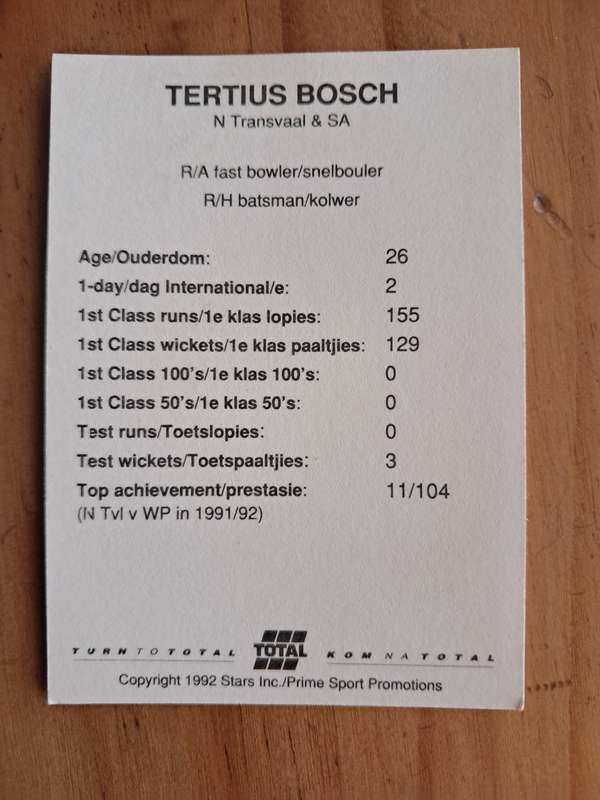 TERTIUS BOSCH
N Transvaal & SA
R/A fast bowler/snelbouler
R/H batsman/kolwer
Age/Ouderdom: 26
1-day/dag International/e: 2
1st Class runs/1e klas lopies: 155
1st Class wickets/1e klas paaltjies: 129
1st Class 100's/1e klas 100's: 0
1st Class 50's/1e klas 50's: 0
Test runs/Toetslopies: 0
Test wickets/Toetspaaltjies: 3
Top achievement/prestasie: 11/104
(N Tvl v WP in 1991/92)
TURN TO TOTAL TOTAL KOM NA TOTAL
Copyright 1992 Stars Inc./Prime Sport Promotions